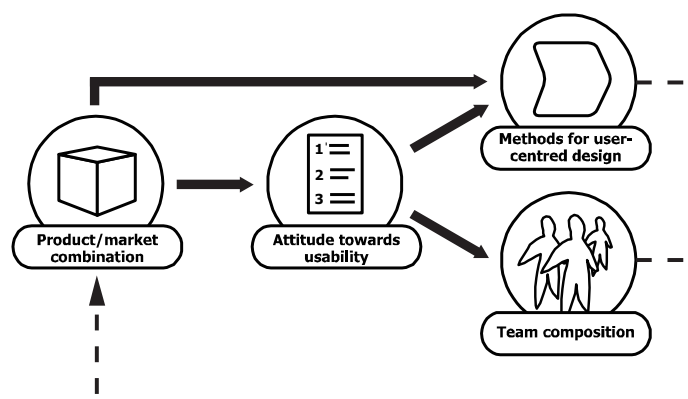 Methods for user-
centred design
1
2
3
Product/market
combination
Attitude towards
usability
Team composition